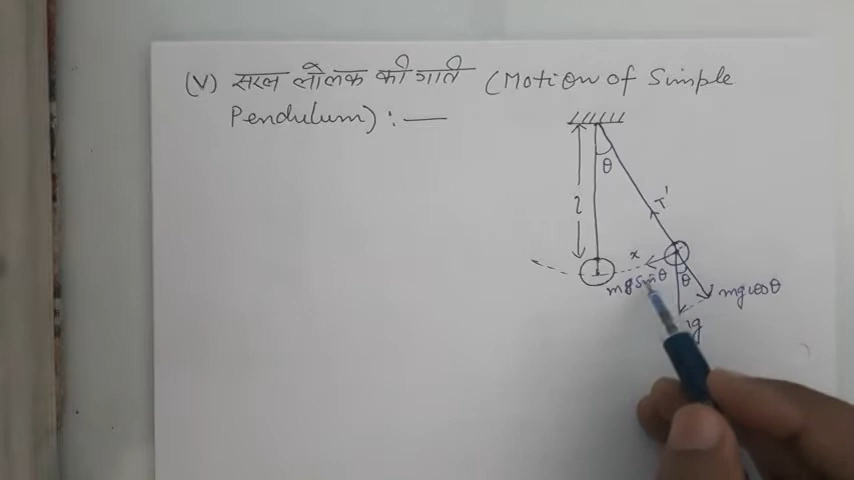 (V) सरल लोलक की गति (Motion of Simple
Pendulum) : —
θ
l
T'
x
θ
mg sinθ
mg cosθ